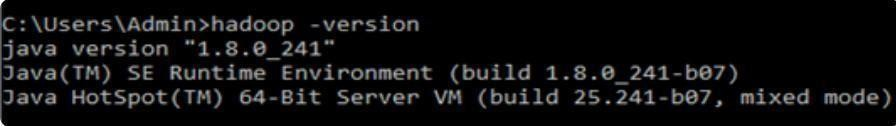 C:\Users\Admin>hadoop -version
java version "1.8.0_241"
Java(TM) SE Runtime Environment (build 1.8.0_241-b07)
Java HotSpot(TM) 64-Bit Server VM (build 25.241-b07, mixed mode)